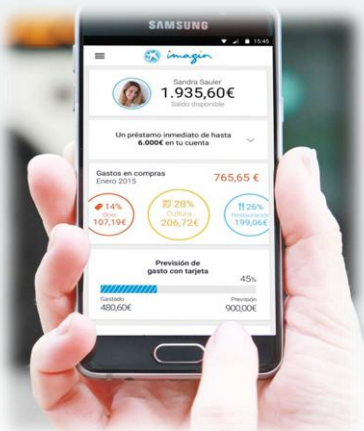 SAMSUNG
15:45
imagin
Sandra Sauler
1.935,60€
Saldo disponible
Un préstamo inmediato de hasta
6.000€ en tu cuenta
Gastos en compras
Enero 2015
765,65 €
14%
Ocio
107,19€
28%
Cultura
206,72€
26%
Restauración
199,06€
Previsión de
gasto con tarjeta
45%
Gastado
Previsión
480,60€
900,00€